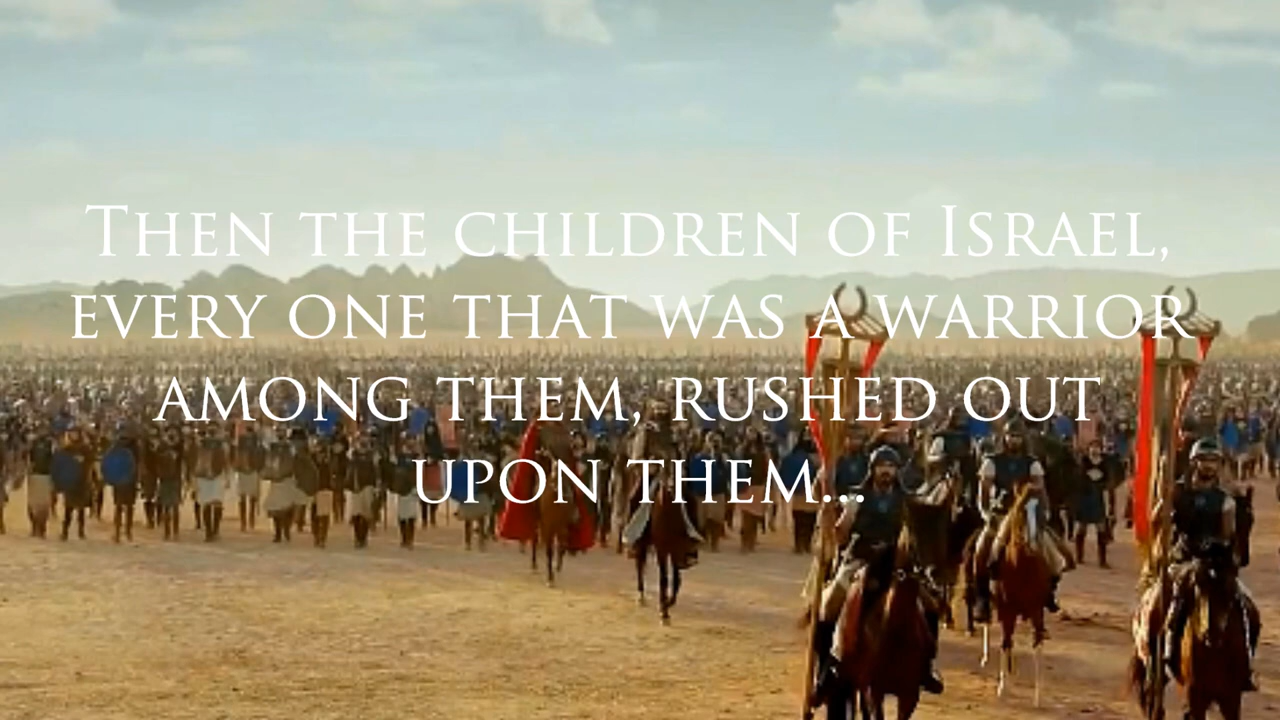 Then the children of Israel,
every one that was a warrior
among them, rushed out
upon them...